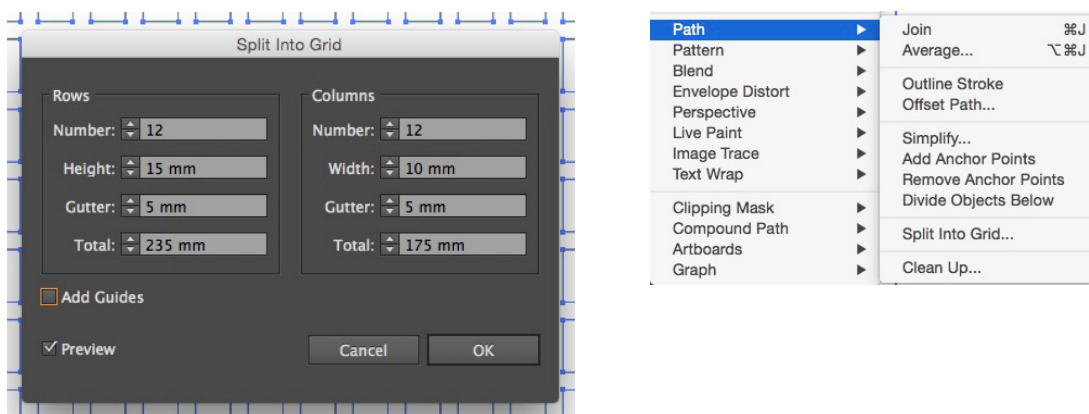 Split Into Grid
Rows
Number: 12
Height: 15 mm
Gutter: 5 mm
Total: 235 mm
Columns
Number: 12
Width: 10 mm
Gutter: 5 mm
Total: 175 mm
Add Guides
Preview
Cancel
OK
Path
Pattern
Blend
Envelope Distort
Perspective
Live Paint
Image Trace
Text Wrap
Clipping Mask
Compound Path
Artboards
Graph
Join ⌘J
Average... ⌥⌘J
Outline Stroke
Offset Path...
Simplify...
Add Anchor Points
Remove Anchor Points
Divide Objects Below
Split Into Grid...
Clean Up...